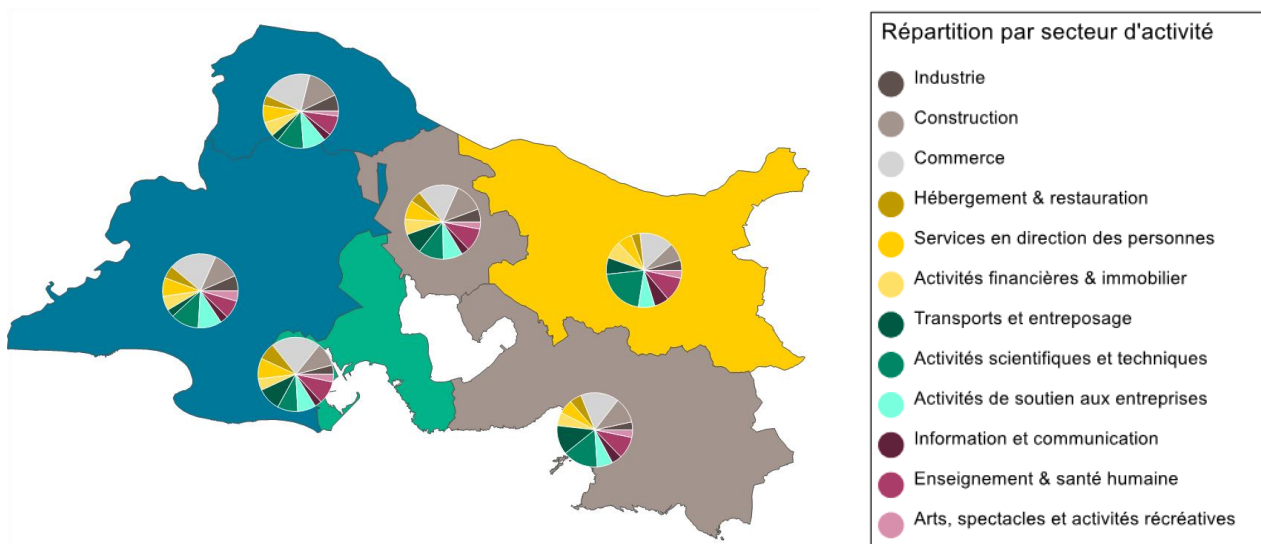 Répartition par secteur d'activité
Industrie
Construction
Commerce
Hébergement & restauration
Services en direction des personnes
Activités financières & immobilier
Transports et entreposage
Activités scientifiques et techniques
Activités de soutien aux entreprises
Information et communication
Enseignement & santé humaine
Arts, spectacles et activités récréatives